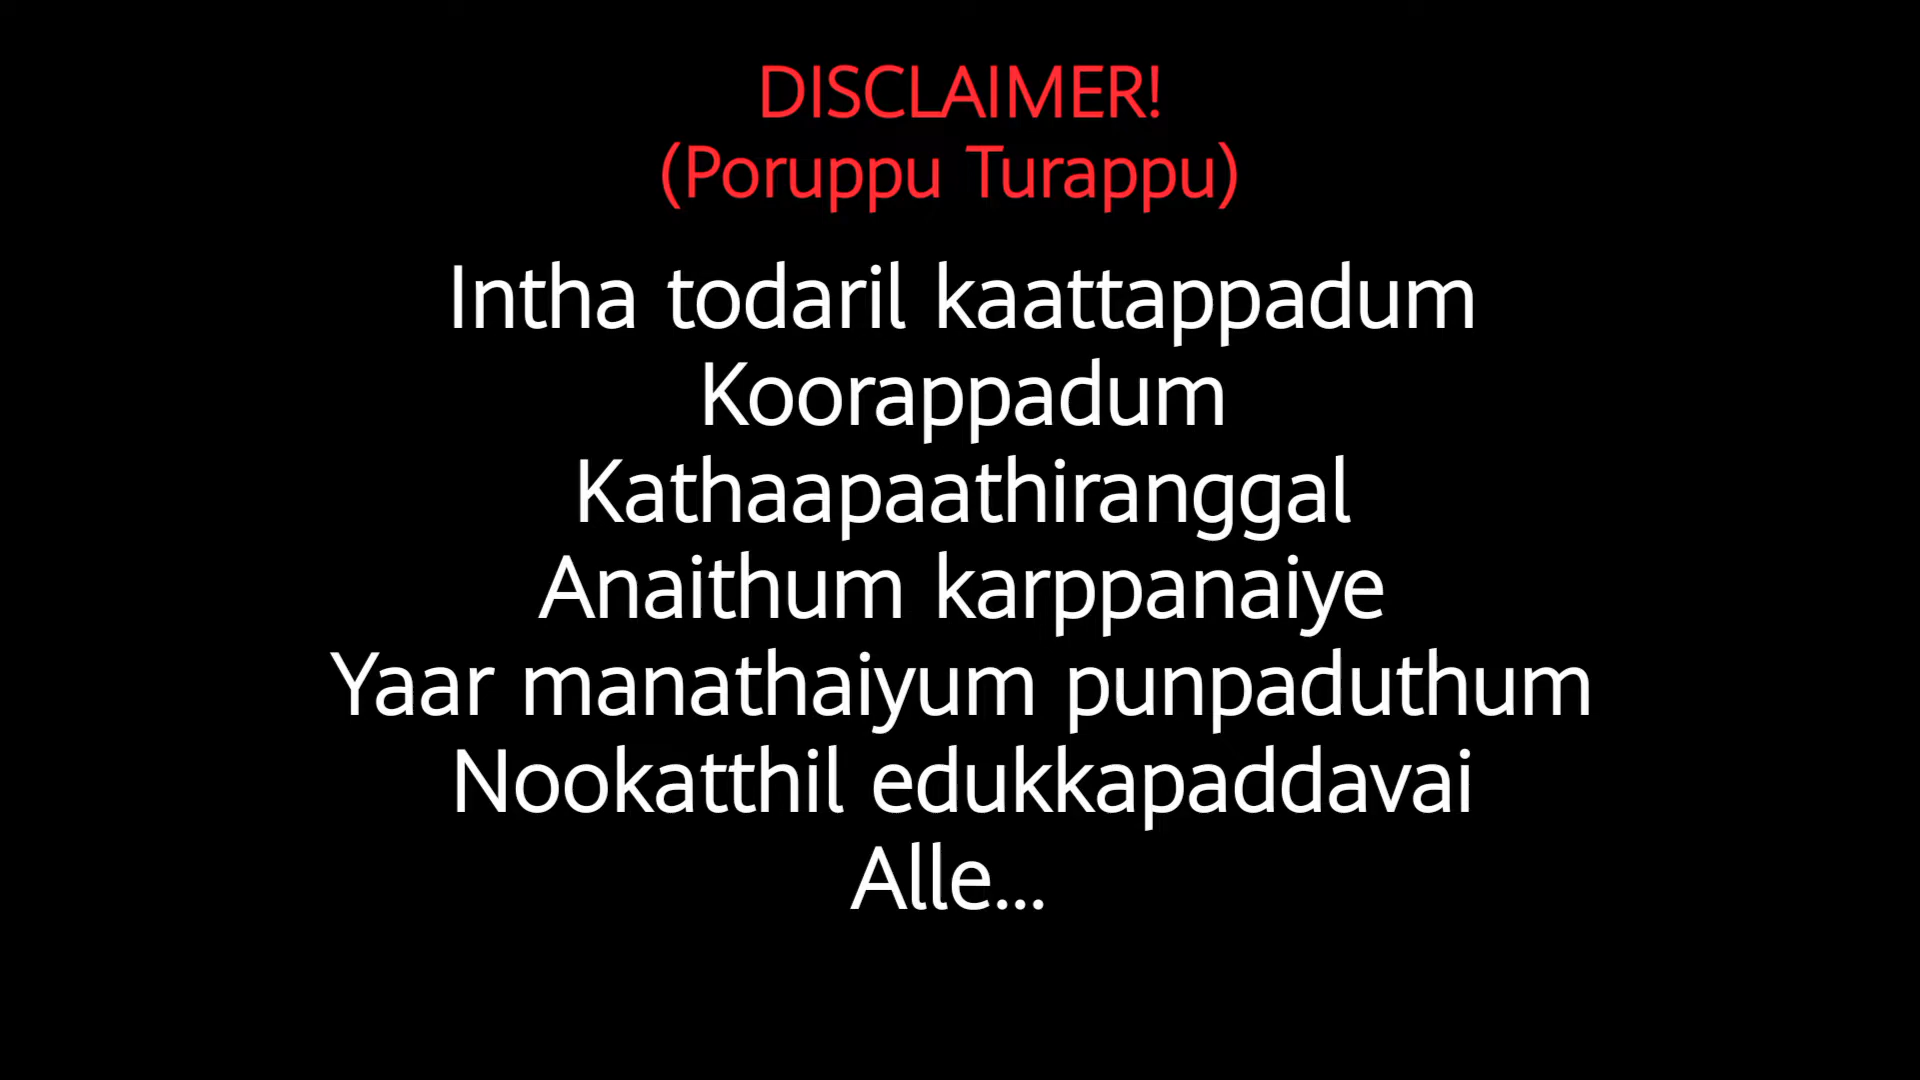 DISCLAIMER!
(Poruppu Turappu)
Intha todaril kaattappadum
Koorappadum
Kathaapaathiranggal
Anaithum karppanaiye
Yaar manathaiyum punpaduthum
Nookatthil edukkapaddavai
Alle...